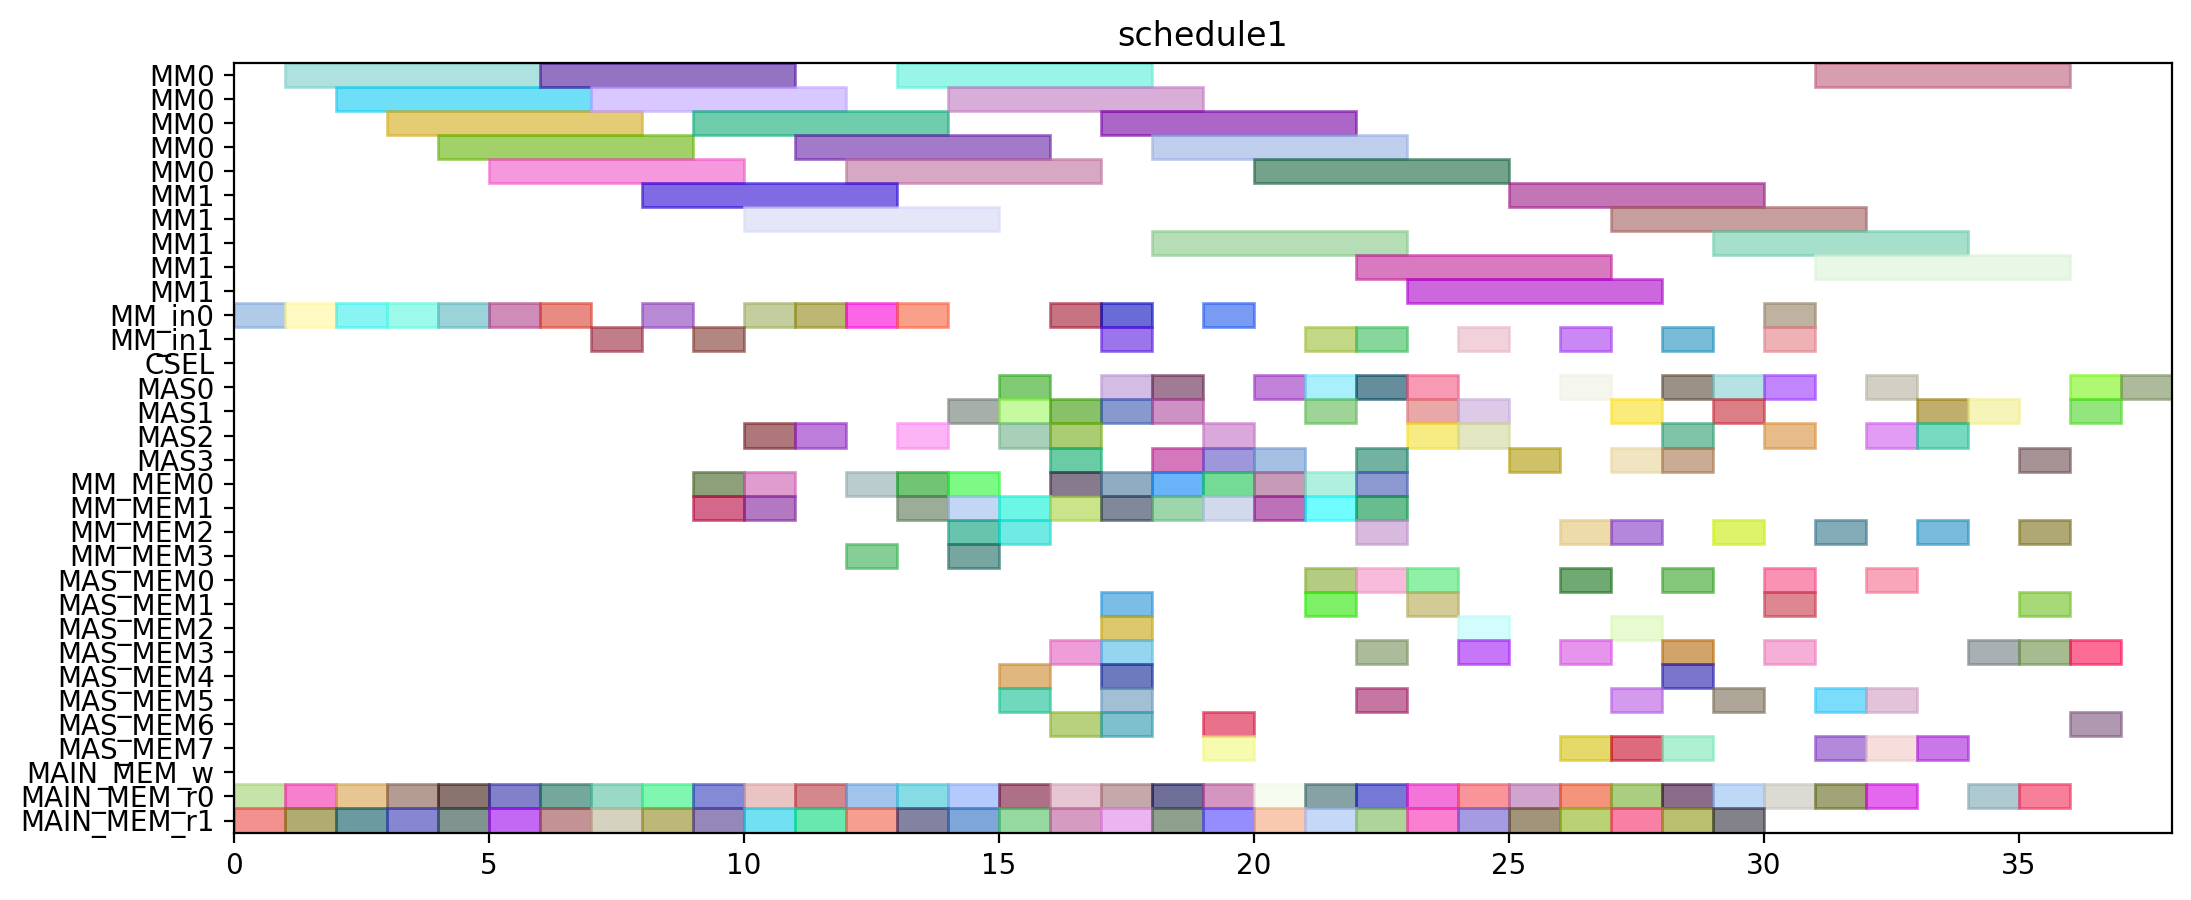 schedule1
MM0
MM0
MM0
MM0
MM0
MM1
MM1
MM1
MM1
MM1
MM_in0
MM_in1
CSEL
MAS0
MAS1
MAS2
MAS3
MM_MEM0
MM_MEM1
MM_MEM2
MM_MEM3
MAS_MEM0
MAS_MEM1
MAS_MEM2
MAS_MEM3
MAS_MEM4
MAS_MEM5
MAS_MEM6
MAS_MEM7
MAIN_MEM_w
MAIN_MEM_r0
MAIN_MEM_r1
0 5 10 15 20 25 30 35